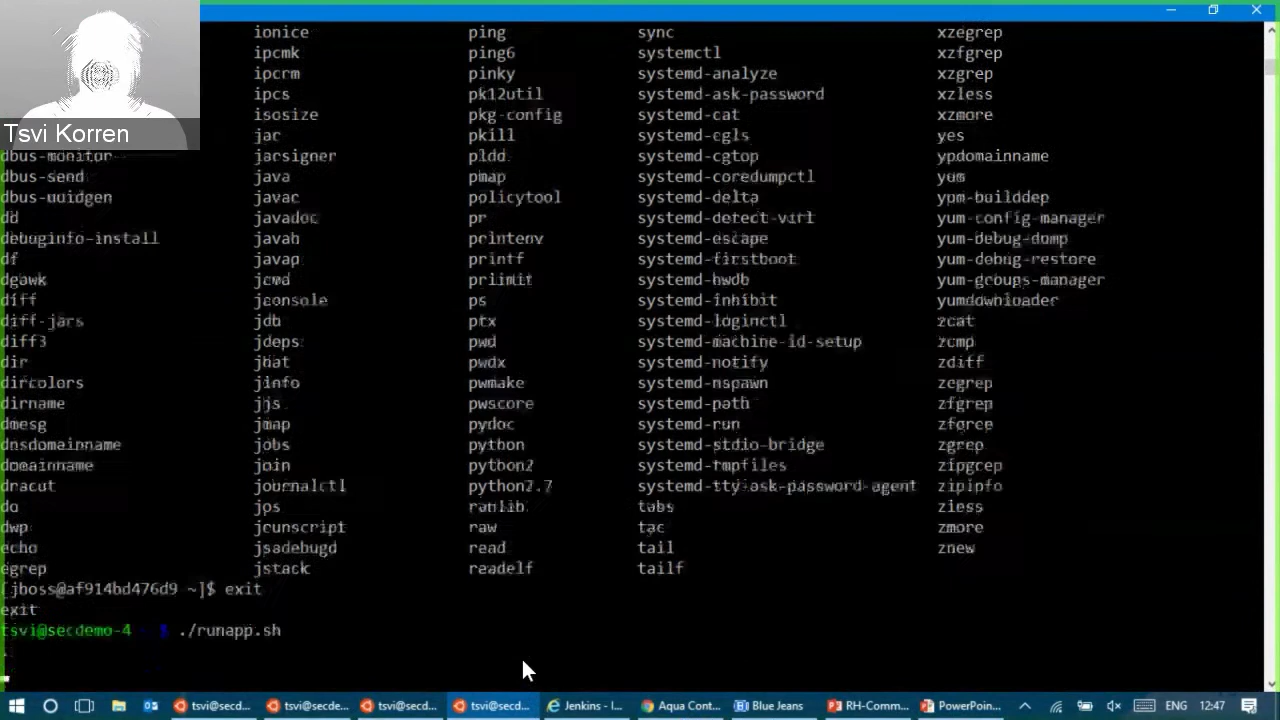 ionice ping sync xzegrep
ipcmk ping6 systemctl xzfgrep
ipcrm pinky systemd-analyze xzgrep
ipcs pk12util systemd-ask-password xzless
isosize pkg-config systemd-cat xzmore
Tsvi Korren jar pkill systemd-cgls yes
dbus-monitor jarsigner pldd systemd-cgtop ypdomainname
dbus-send java pmap systemd-coredumpctl yum
dbus-uuidgen javac policytool systemd-delta yum-builddep
dd javadoc pr systemd-detect-virt yum-config-manager
debuginfo-install javah printenv systemd-escape yum-debug-dump
df javap printf systemd-firstboot yum-debug-restore
dgawk jcmd prlimit systemd-hwdb yum-groups-manager
diff jconsole ps systemd-inhibit yumdownloader
diff-jars jdb ptx systemd-loginctl zcat
diff3 jdeps pwd systemd-machine-id-setup zcmp
dir jhat pwdx systemd-notify zdiff
dircolors jinfo pwmake systemd-nspawn zegrep
dirname jjs pwscore systemd-path zfgrep
dmesg jmap pydoc systemd-run zforce
dnsdomainname jobs python systemd-stdio-bridge zgrep
domainname join python2 systemd-tmpfiles zipgrep
dracut journalctl python2.7 systemd-tty-ask-password-agent zipinfo
du jps ranlib tabs zless
dwp jrunscript raw tac zmore
echo jsadebugd read tail znew
egrep jstack readelf tailf
[jboss@af914bd476d9 ~]$ exit
exit
tsvi@secdemo-4 $ ./runapp.sh
tsvi@secd... tsvi@secde... tsvi@secd... tsvi@secd... Jenkins - I... Aqua Cont... Blue Jeans RH-Comm... PowerPoin... ENG 12:47